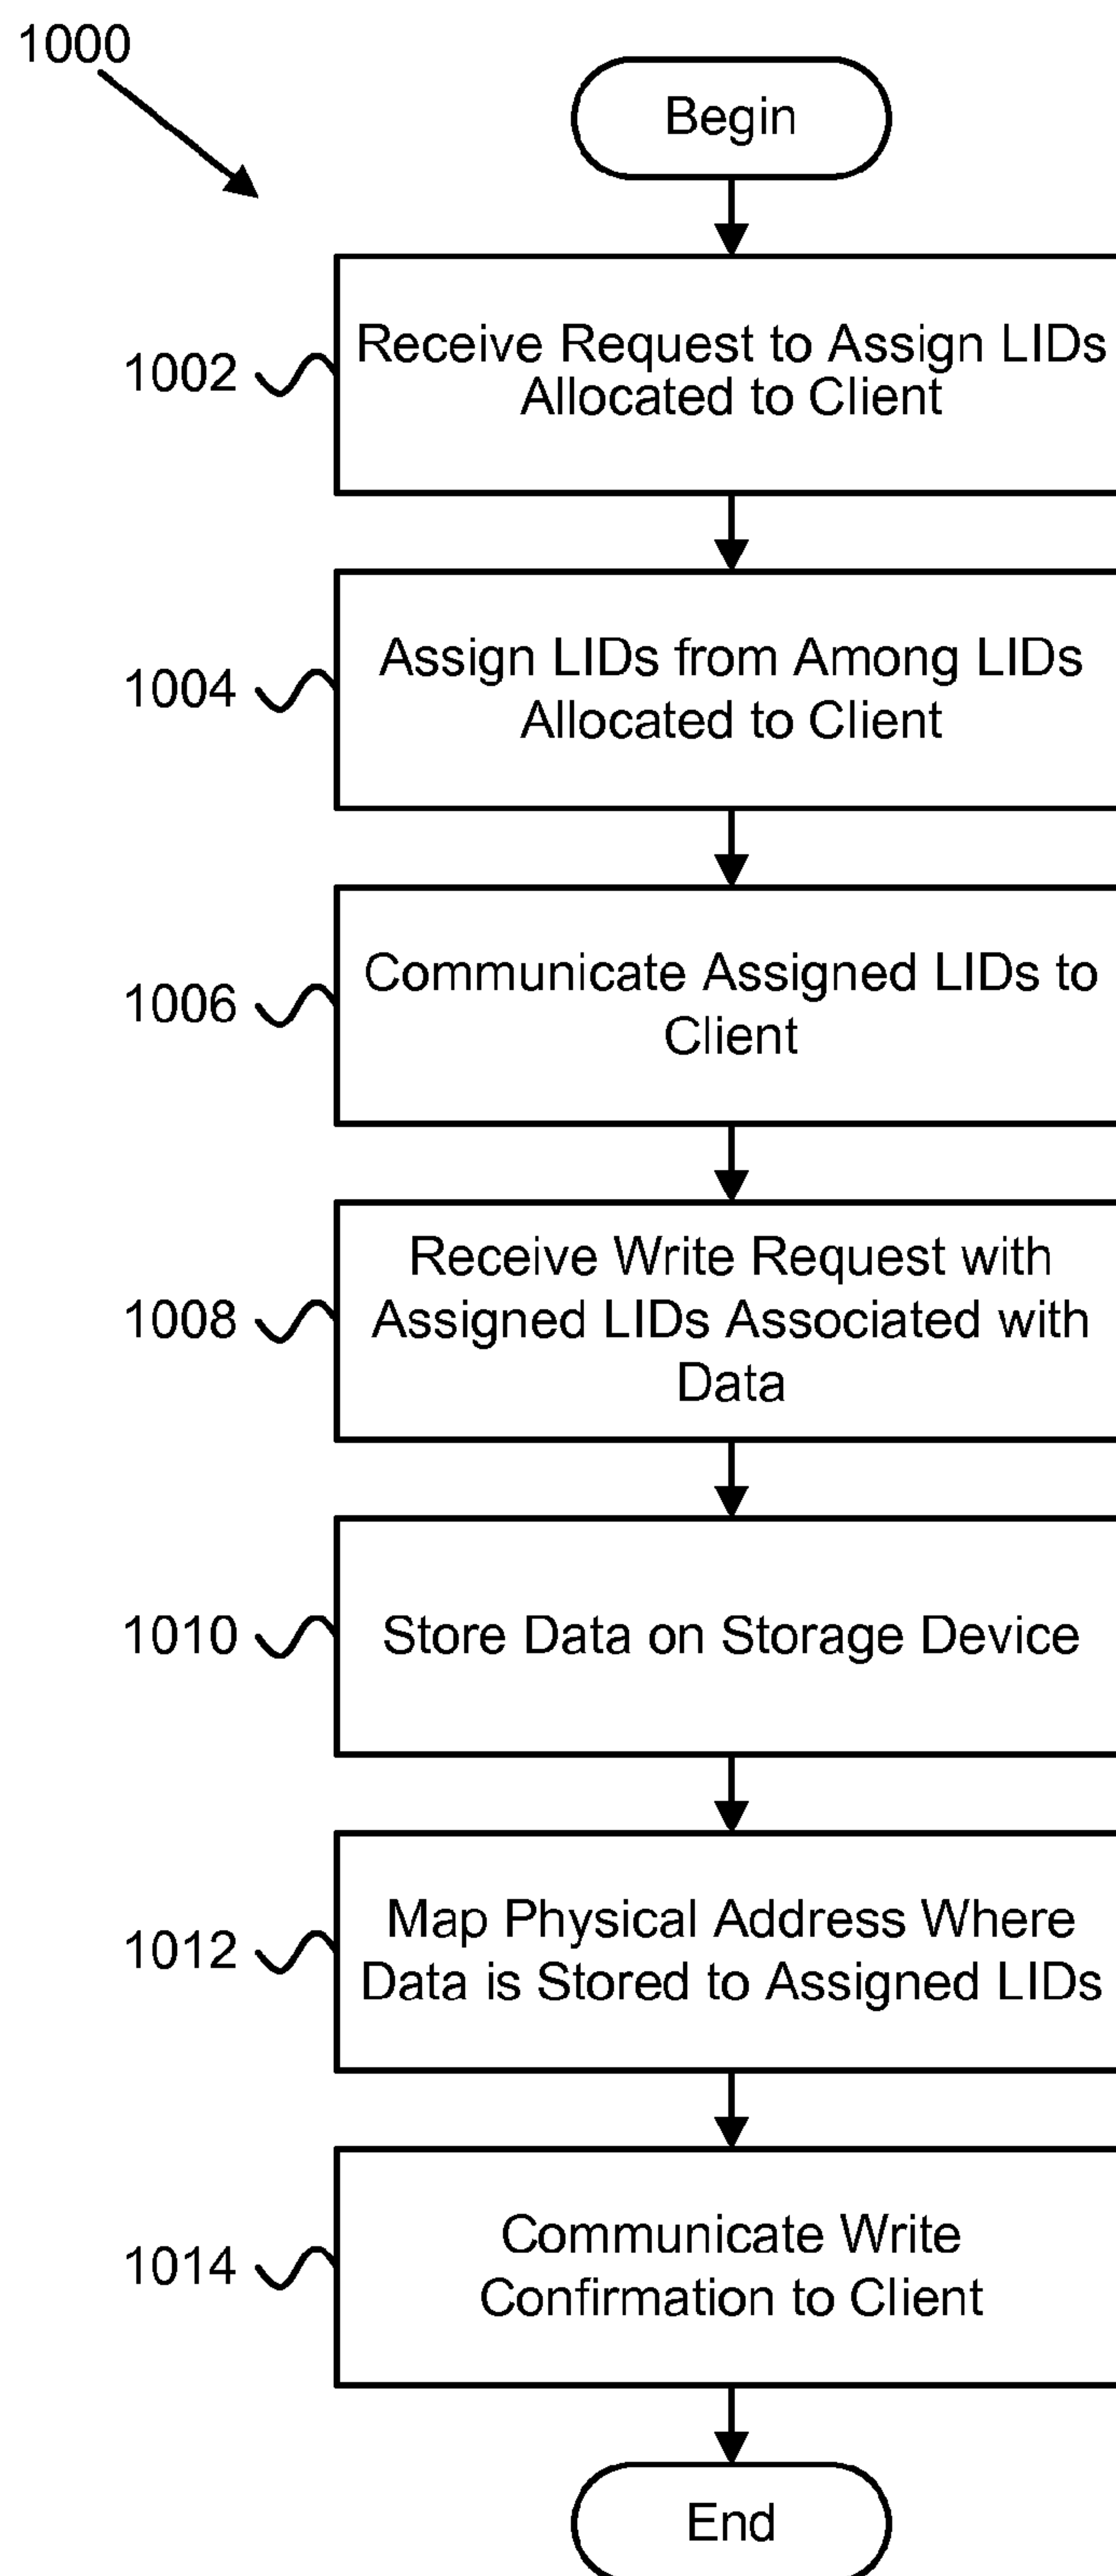 1000
Begin
1002
Receive Request to Assign LIDs
Allocated to Client
1004
Assign LIDs from Among LIDs
Allocated to Client
1006
Communicate Assigned LIDs to
Client
1008
Receive Write Request with
Assigned LIDs Associated with
Data
1010
Store Data on Storage Device
1012
Map Physical Address Where
Data is Stored to Assigned LIDs
1014
Communicate Write
Confirmation to Client
End